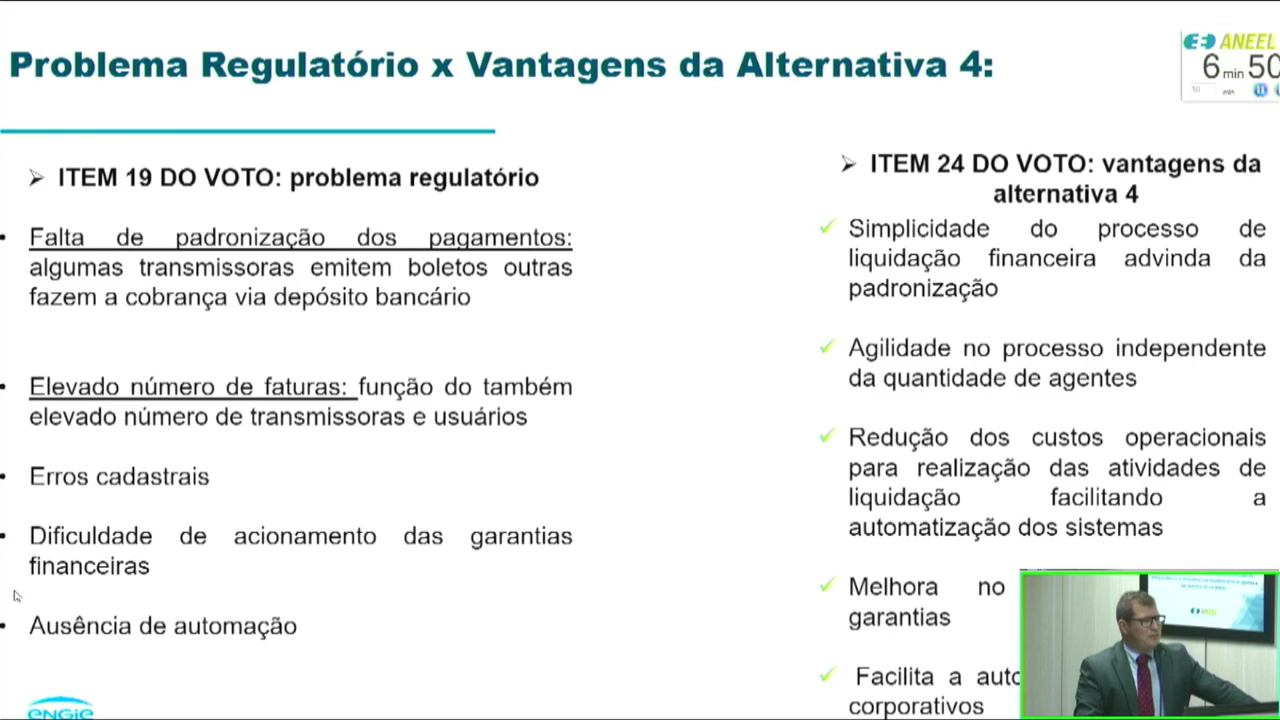 Problema Regulatório x Vantagens da Alternativa 4:
ANEEL
6 min 50
10 min
ITEM 19 DO VOTO: problema regulatório
Falta de padronização dos pagamentos:
algumas transmissoras emitem boletos outras
fazem a cobrança via depósito bancário
Elevado número de faturas: função do também
elevado número de transmissoras e usuários
Erros cadastrais
Dificuldade de acionamento das garantias
financeiras
Ausência de automação
ENGIE
ITEM 24 DO VOTO: vantagens da
alternativa 4
Simplicidade do processo de
liquidação financeira advinda da
padronização
Agilidade no processo independente
da quantidade de agentes
Redução dos custos operacionais
para realização das atividades de
liquidação facilitando a
automatização dos sistemas
Melhora no
garantias
Facilita a
corporativos
ANEEL